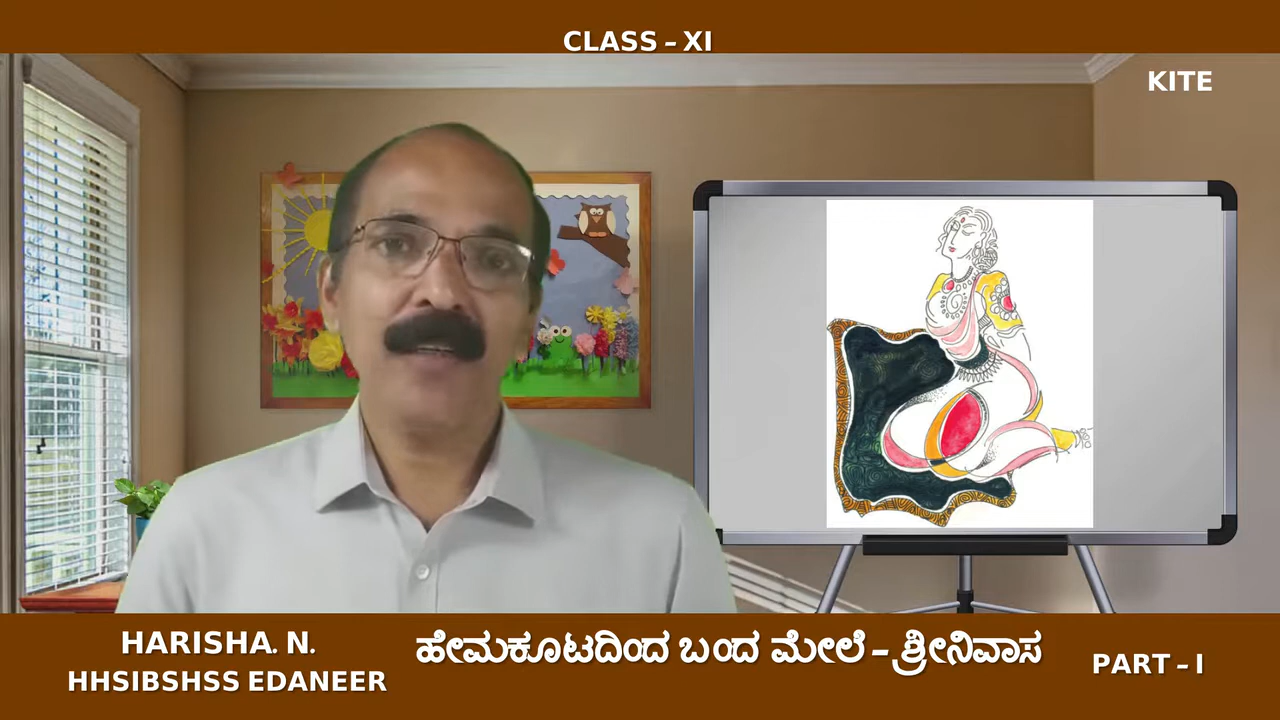 CLASS – XI
KITE
HARISHA. N.
HHSIBSHSS EDANEER
ಹೇಮಕೂಟದಿಂದ ಬಂದ ಮೇಲೆ – ಶ್ರೀನಿವಾಸ
PART – I